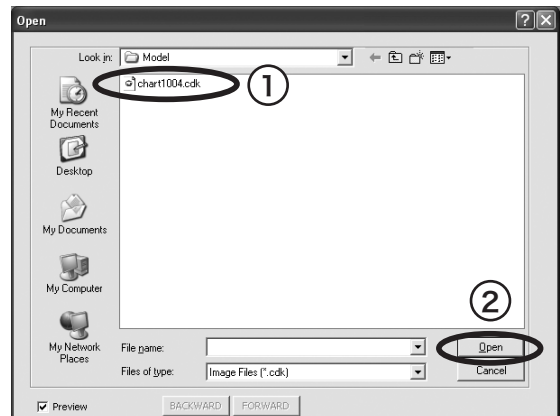 Open
Look in: Model
chart1004.cdk ①
My Recent
Documents
Desktop
My Documents
My Computer
My Network
Places
②
File name: Open
Files of type: Image Files (*.cdk) Cancel
Preview BACKWARD FORWARD